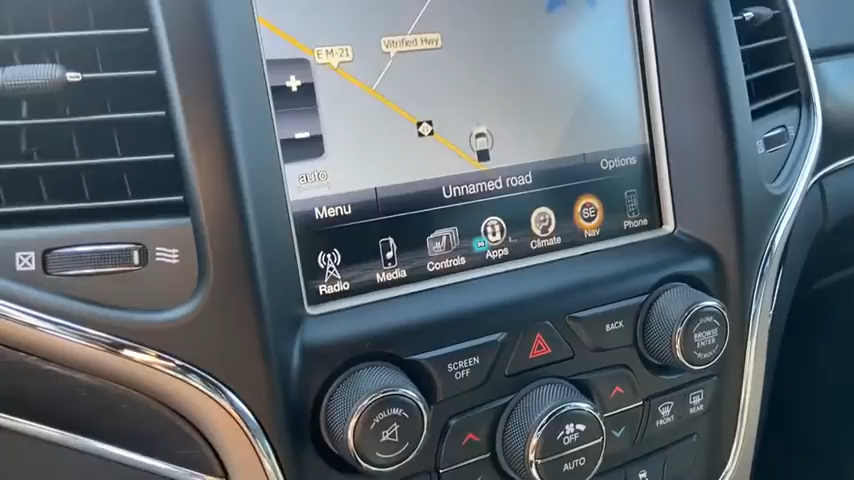 E M-21
Vitrified Hwy
auto
Unnamed road
Options
Menu
Radio
Media
Controls
Apps
Climate
SE
Nav
Phone
SCREEN
OFF
BACK
BROWSE
ENTER
VOLUME
OFF
AUTO
FRONT
REAR